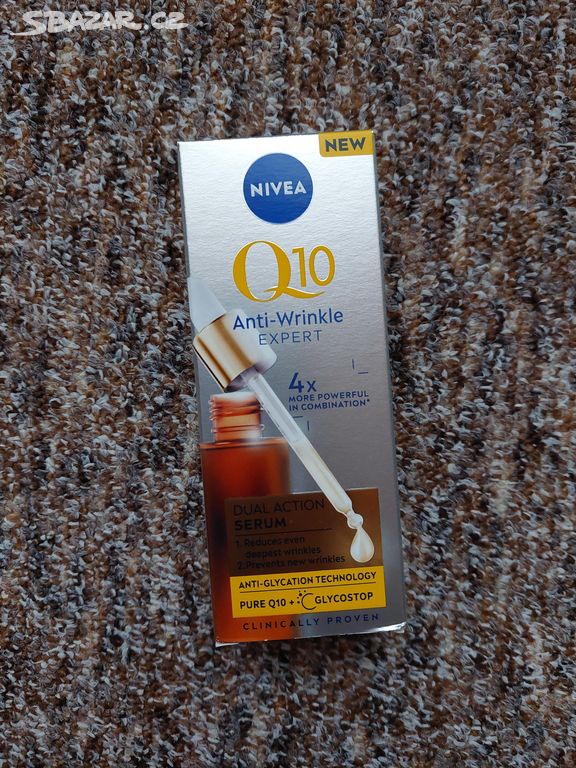 SBAZAR.CZ
NEW
NIVEA
Q10
Anti-Wrinkle
EXPERT
4x
MORE POWERFUL
IN COMBINATION*
DUAL ACTION
SERUM
1. Reduces even
deepest wrinkles
2.Prevents new wrinkles
ANTI-GLYCATION TECHNOLOGY
PURE Q10 + GLYCOSTOP
CLINICALLY PROVEN